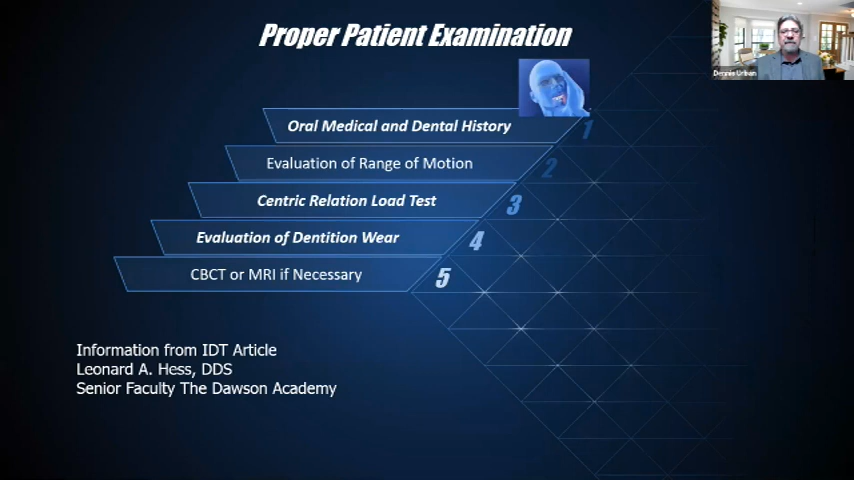 Proper Patient Examination
Dennis Urban
Oral Medical and Dental History
1
Evaluation of Range of Motion
2
Centric Relation Load Test
3
Evaluation of Dentition Wear
4
CBCT or MRI if Necessary
5
Information from IDT Article
Leonard A. Hess, DDS
Senior Faculty The Dawson Academy